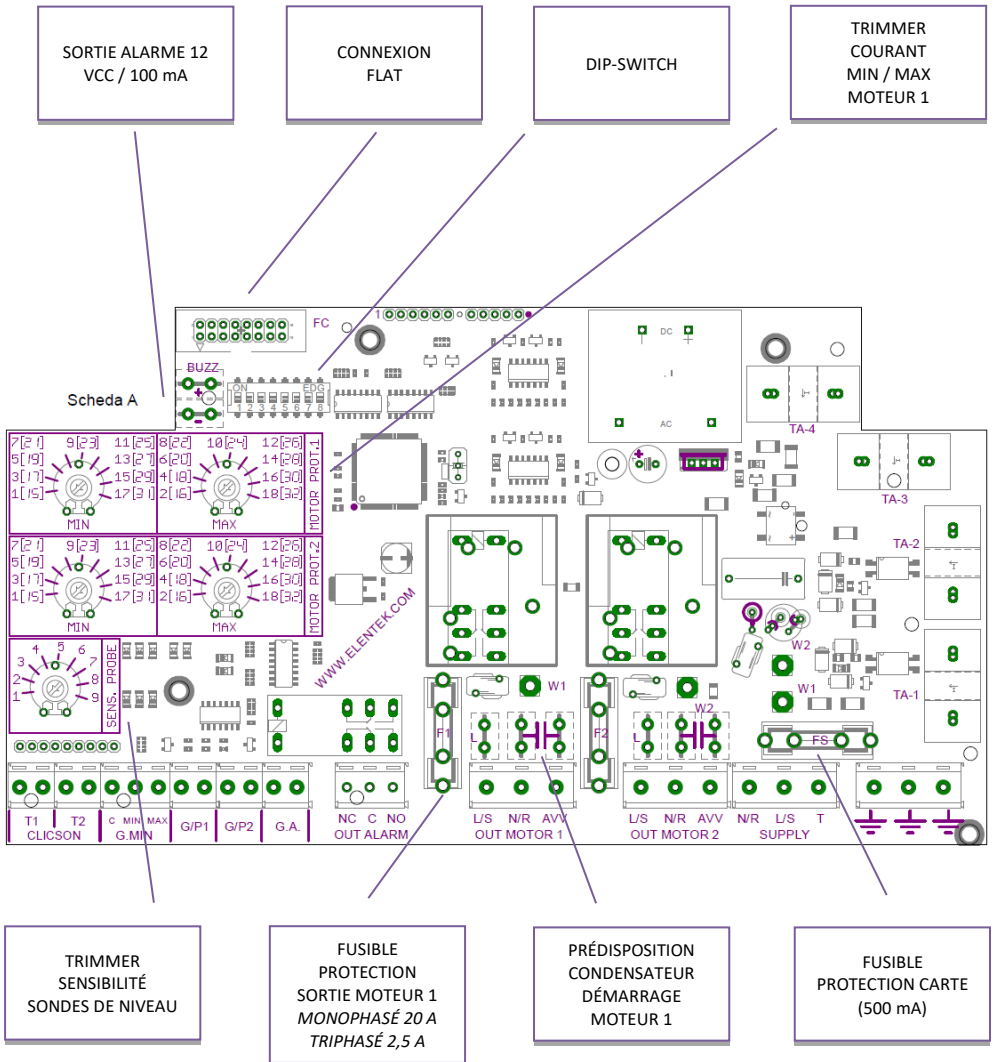 SORTIE ALARME 12
VCC / 100 mA
CONNEXION
FLAT
DIP-SWITCH
TRIMMER
COURANT
MIN / MAX
MOTEUR 1
FC
1
DC
AC
BUZZ
+
-
ON EDG
1 2 3 4 5 6 7 8
Scheda A
TA-4
TA-3
TA-2
TA-1
7[21] 9[23] 11[25] 8[22] 10[24] 12[26]
5[19] 13[27] 6[20] 14[28]
3[17] 15[29] 4[18] 16[30]
1[15] 17[31] 2[16] 18[32]
MIN MAX
MOTOR PROT.1
7[21] 9[23] 11[25] 8[22] 10[24] 12[26]
5[19] 13[27] 6[20] 14[28]
3[17] 15[29] 4[18] 16[30]
1[15] 17[31] 2[16] 18[32]
MIN MAX
MOTOR PROT.2
WWW.ELENTEK.COM
1 2 3 4 5 6 7 8 9
SENS. PROBE
W2
W1
W1
W2
F1
L
F2
L
FS
T1 T2 C MIN MAX G/P1 G/P2 G.A. NC C NO L/S N/R AVV L/S N/R AVV N/R L/S T
CLICSON G.MIN OUT ALARM OUT MOTOR 1 OUT MOTOR 2 SUPPLY
TRIMMER
SENSIBILITÉ
SONDES DE NIVEAU
FUSIBLE
PROTECTION
SORTIE MOTEUR 1
MONOPHASÉ 20 A
TRIPHASÉ 2,5 A
PRÉDISPOSITION
CONDENSATEUR
DÉMARRAGE
MOTEUR 1
FUSIBLE
PROTECTION CARTE
(500 mA)